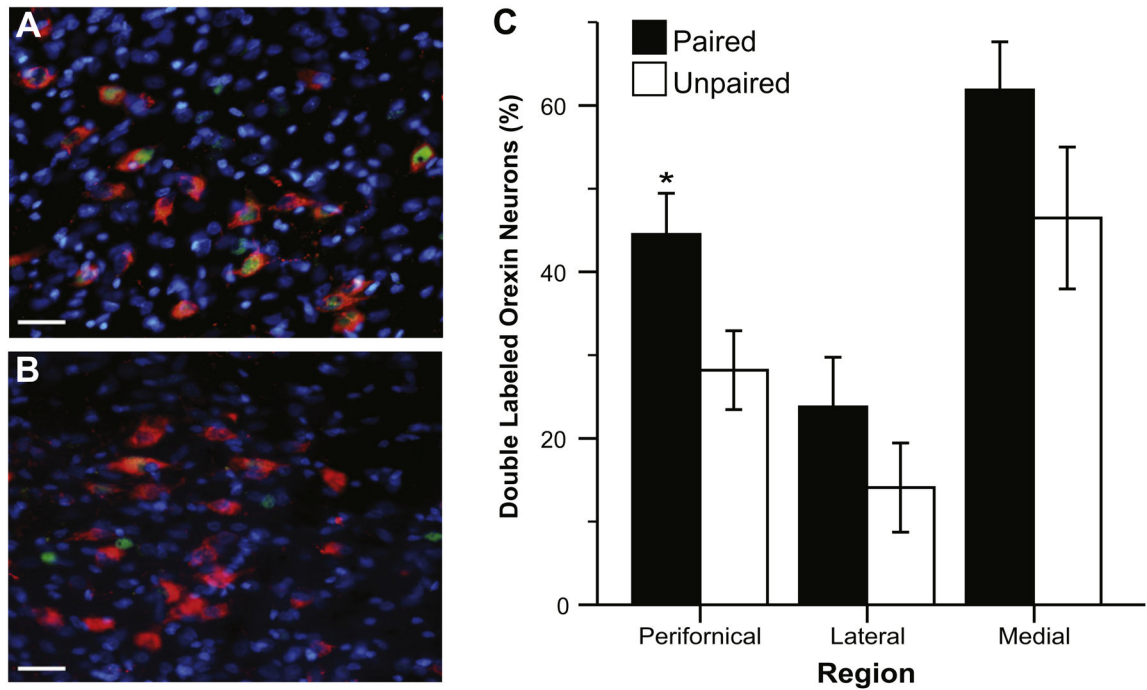 A
B
C
Paired
Unpaired
*
Double Labeled Orexin Neurons (%)
60
40
20
0
Perifornical
Lateral
Medial
Region